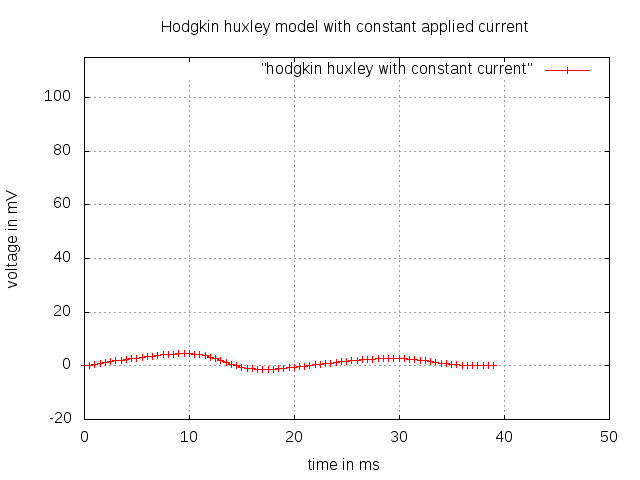 Hodgkin huxley model with constant applied current
"hodgkin huxley with constant current"
100
80
60
40
20
0
-20
voltage in mV
0 10 20 30 40 50
time in ms